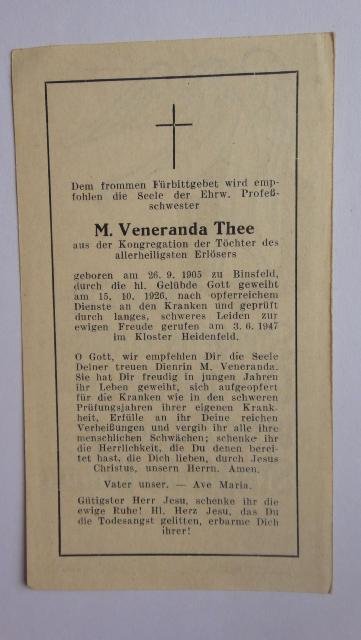 Dem frommen Fürbittgebet wird emp-
fohlen die Seele der Ehrw. Profeß-
schwester
M. Veneranda Thee
aus der Kongregation der Töchter des
allerheiligsten Erlösers
geboren am 26. 9. 1905 zu Binsfeld,
durch die hl. Gelübde Gott geweiht
am 15. 10. 1926, nach opferreichem
Dienste an den Kranken und geprüft
durch langes, schweres Leiden zur
ewigen Freude gerufen am 3. 6. 1947
im Kloster Heidenfeld.
O Gott, wir empfehlen Dir die Seele
Deiner treuen Dienrin M. Veneranda.
Sie hat Dir freudig in jungen Jahren
ihr Leben geweiht, sich aufgeopfert
für die Kranken wie in den schweren
Prüfungsjahren ihrer eigenen Krank-
heit, Erfülle an ihr Deine reichen
Verheißungen und vergib ihr alle ihre
menschlichen Schwächen; schenke ihr
die Herrlichkeit, die Du denen berei-
tet hast, die Dich lieben, durch Jesus
Christus, unsern Herrn. Amen.
Vater unser. — Ave Maria.
Gütigster Herr Jesu, schenke ihr die
ewige Ruhe! Hl. Herz Jesu, das Du
die Todesangst gelitten, erbarme Dich
ihrer!